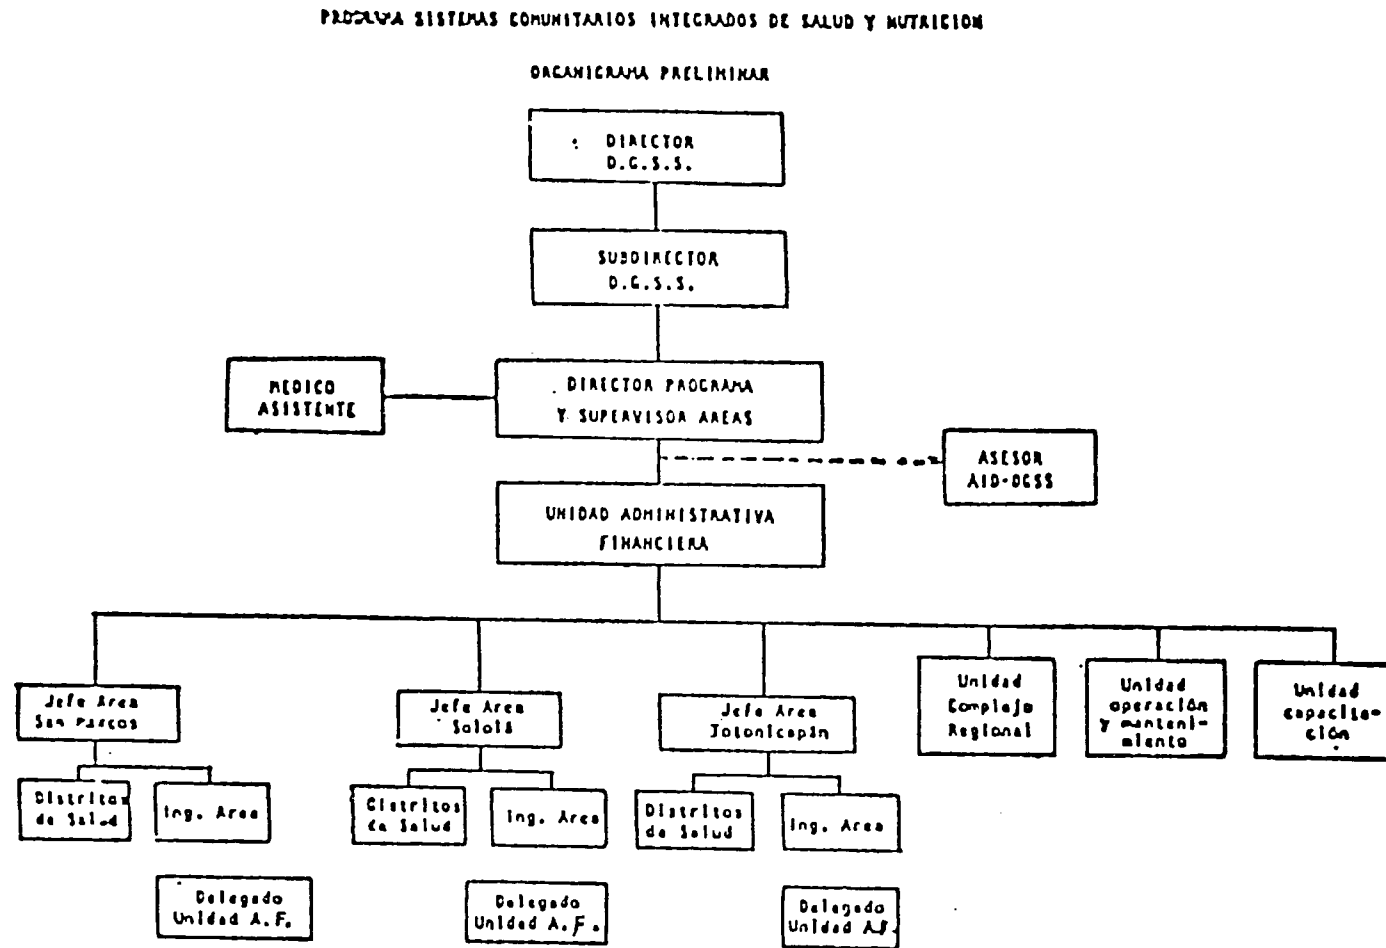 PROGRAMA SISTEMAS COMUNITARIOS INTEGRADOS DE SALUD Y NUTRICION
ORGANIGRAMA PRELIMINAR
DIRECTOR
D.G.S.S.
SUBDIRECTOR
D.G.S.S.
MEDICO
ASISTENTE
DIRECTOR PROGRAMA
Y SUPERVISOR AREAS
ASESOR
AID-DGSS
UNIDAD ADMINISTRATIVA
FINANCIERA
Jefe Area
San Marcos
Jefe Area
Sololá
Jefe Area
Totonicapán
Unidad
Complejo
Regional
Unidad
operación
y manteni-
miento
Unidad
capacita-
ción
Distritos
de Salud
Ing. Area
Distritos
de Salud
Ing. Area
Distritos
de Salud
Ing. Area
Delegado
Unidad A.F.
Delegado
Unidad A.F.
Delegado
Unidad A.F.